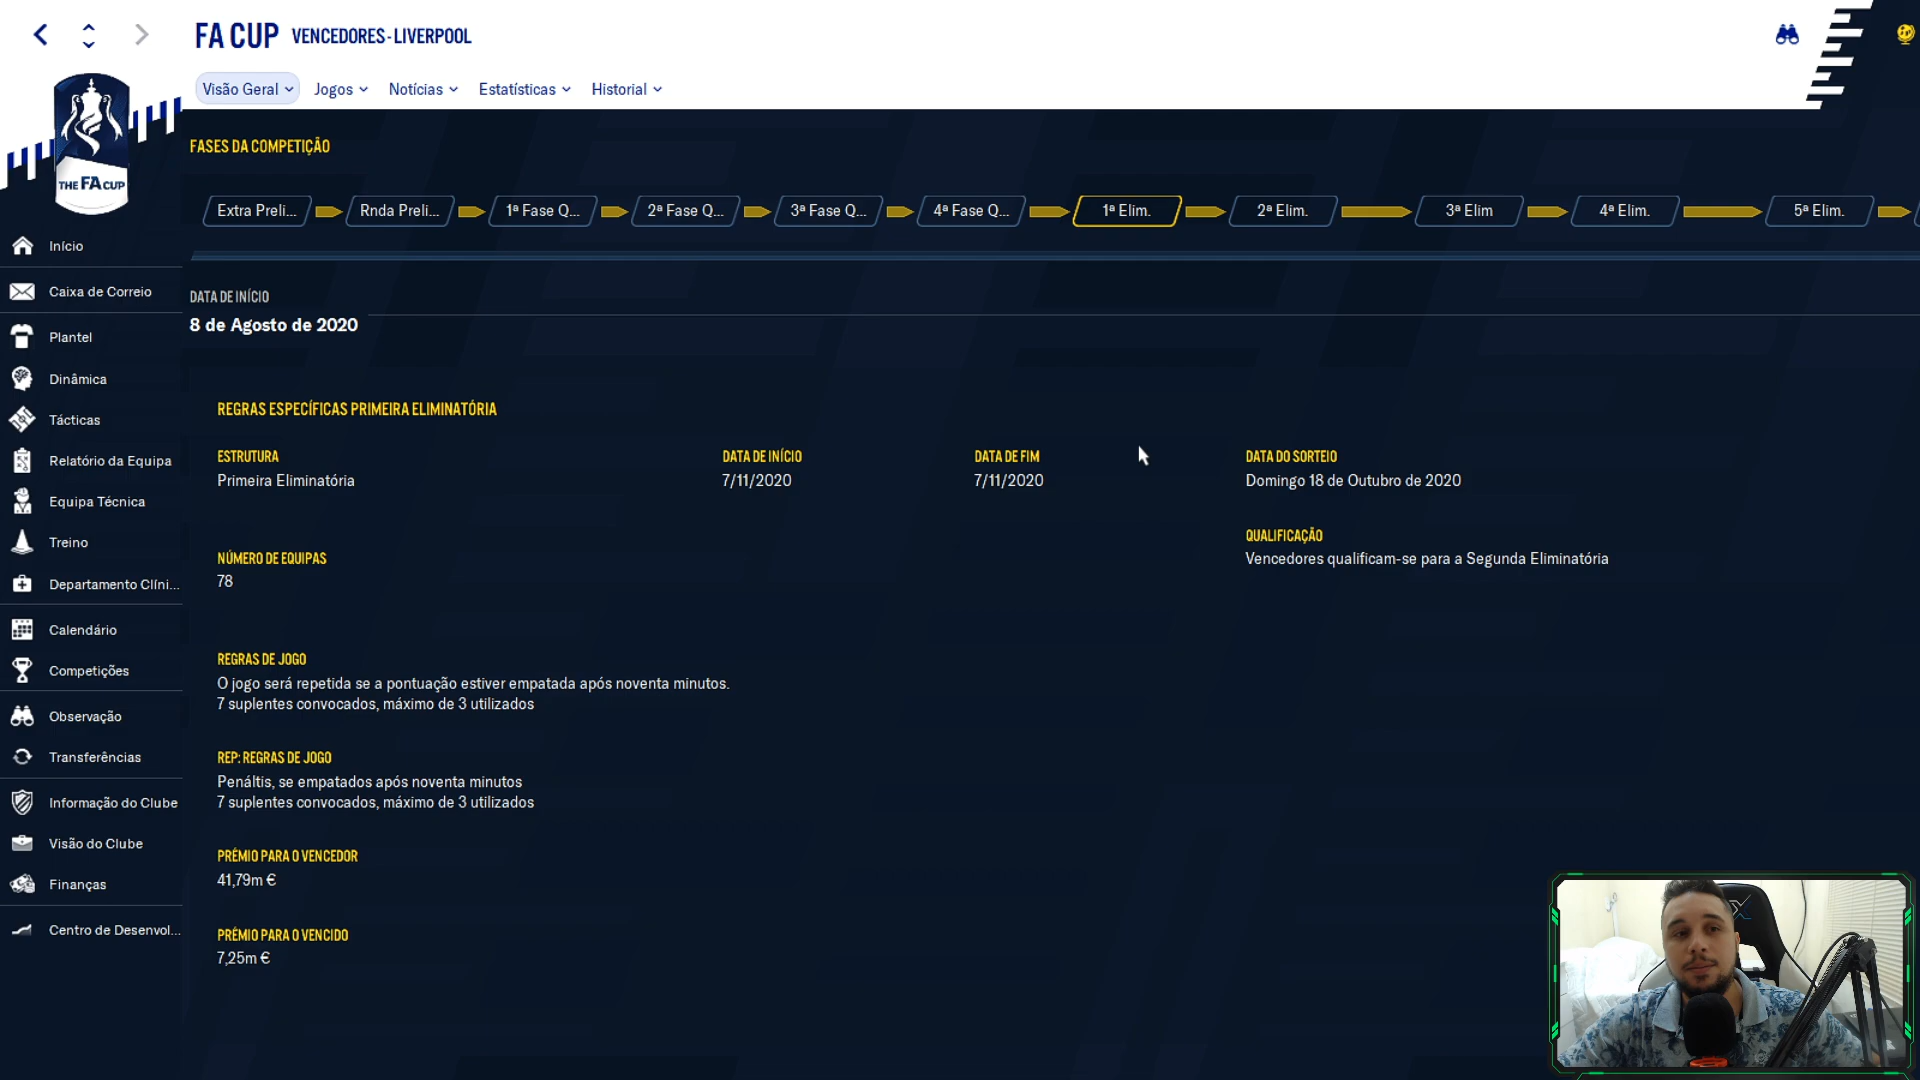 FA CUP VENCEDORES - LIVERPOOL
Visão Geral Jogos Notícias Estatísticas Historial
THE FA CUP
FASES DA COMPETIÇÃO
Extra Preli... Rnda Preli... 1ª Fase Q... 2ª Fase Q... 3ª Fase Q... 4ª Fase Q... 1ª Elim. 2ª Elim. 3ª Elim 4ª Elim. 5ª Elim.
Início
Caixa de Correio
Plantel
Dinâmica
Tácticas
Relatório da Equipa
Equipa Técnica
Treino
Departamento Clíni...
Calendário
Competições
Observação
Transferências
Informação do Clube
Visão do Clube
Finanças
Centro de Desenvol...
DATA DE INÍCIO
8 de Agosto de 2020
REGRAS ESPECÍFICAS PRIMEIRA ELIMINATÓRIA
ESTRUTURA
Primeira Eliminatória
DATA DE INÍCIO
7/11/2020
DATA DE FIM
7/11/2020
DATA DO SORTEIO
Domingo 18 de Outubro de 2020
QUALIFICAÇÃO
Vencedores qualificam-se para a Segunda Eliminatória
NÚMERO DE EQUIPAS
78
REGRAS DE JOGO
O jogo será repetida se a pontuação estiver empatada após noventa minutos.
7 suplentes convocados, máximo de 3 utilizados
REP: REGRAS DE JOGO
Penáltis, se empatados após noventa minutos
7 suplentes convocados, máximo de 3 utilizados
PRÉMIO PARA O VENCEDOR
41,79m €
PRÉMIO PARA O VENCIDO
7,25m €